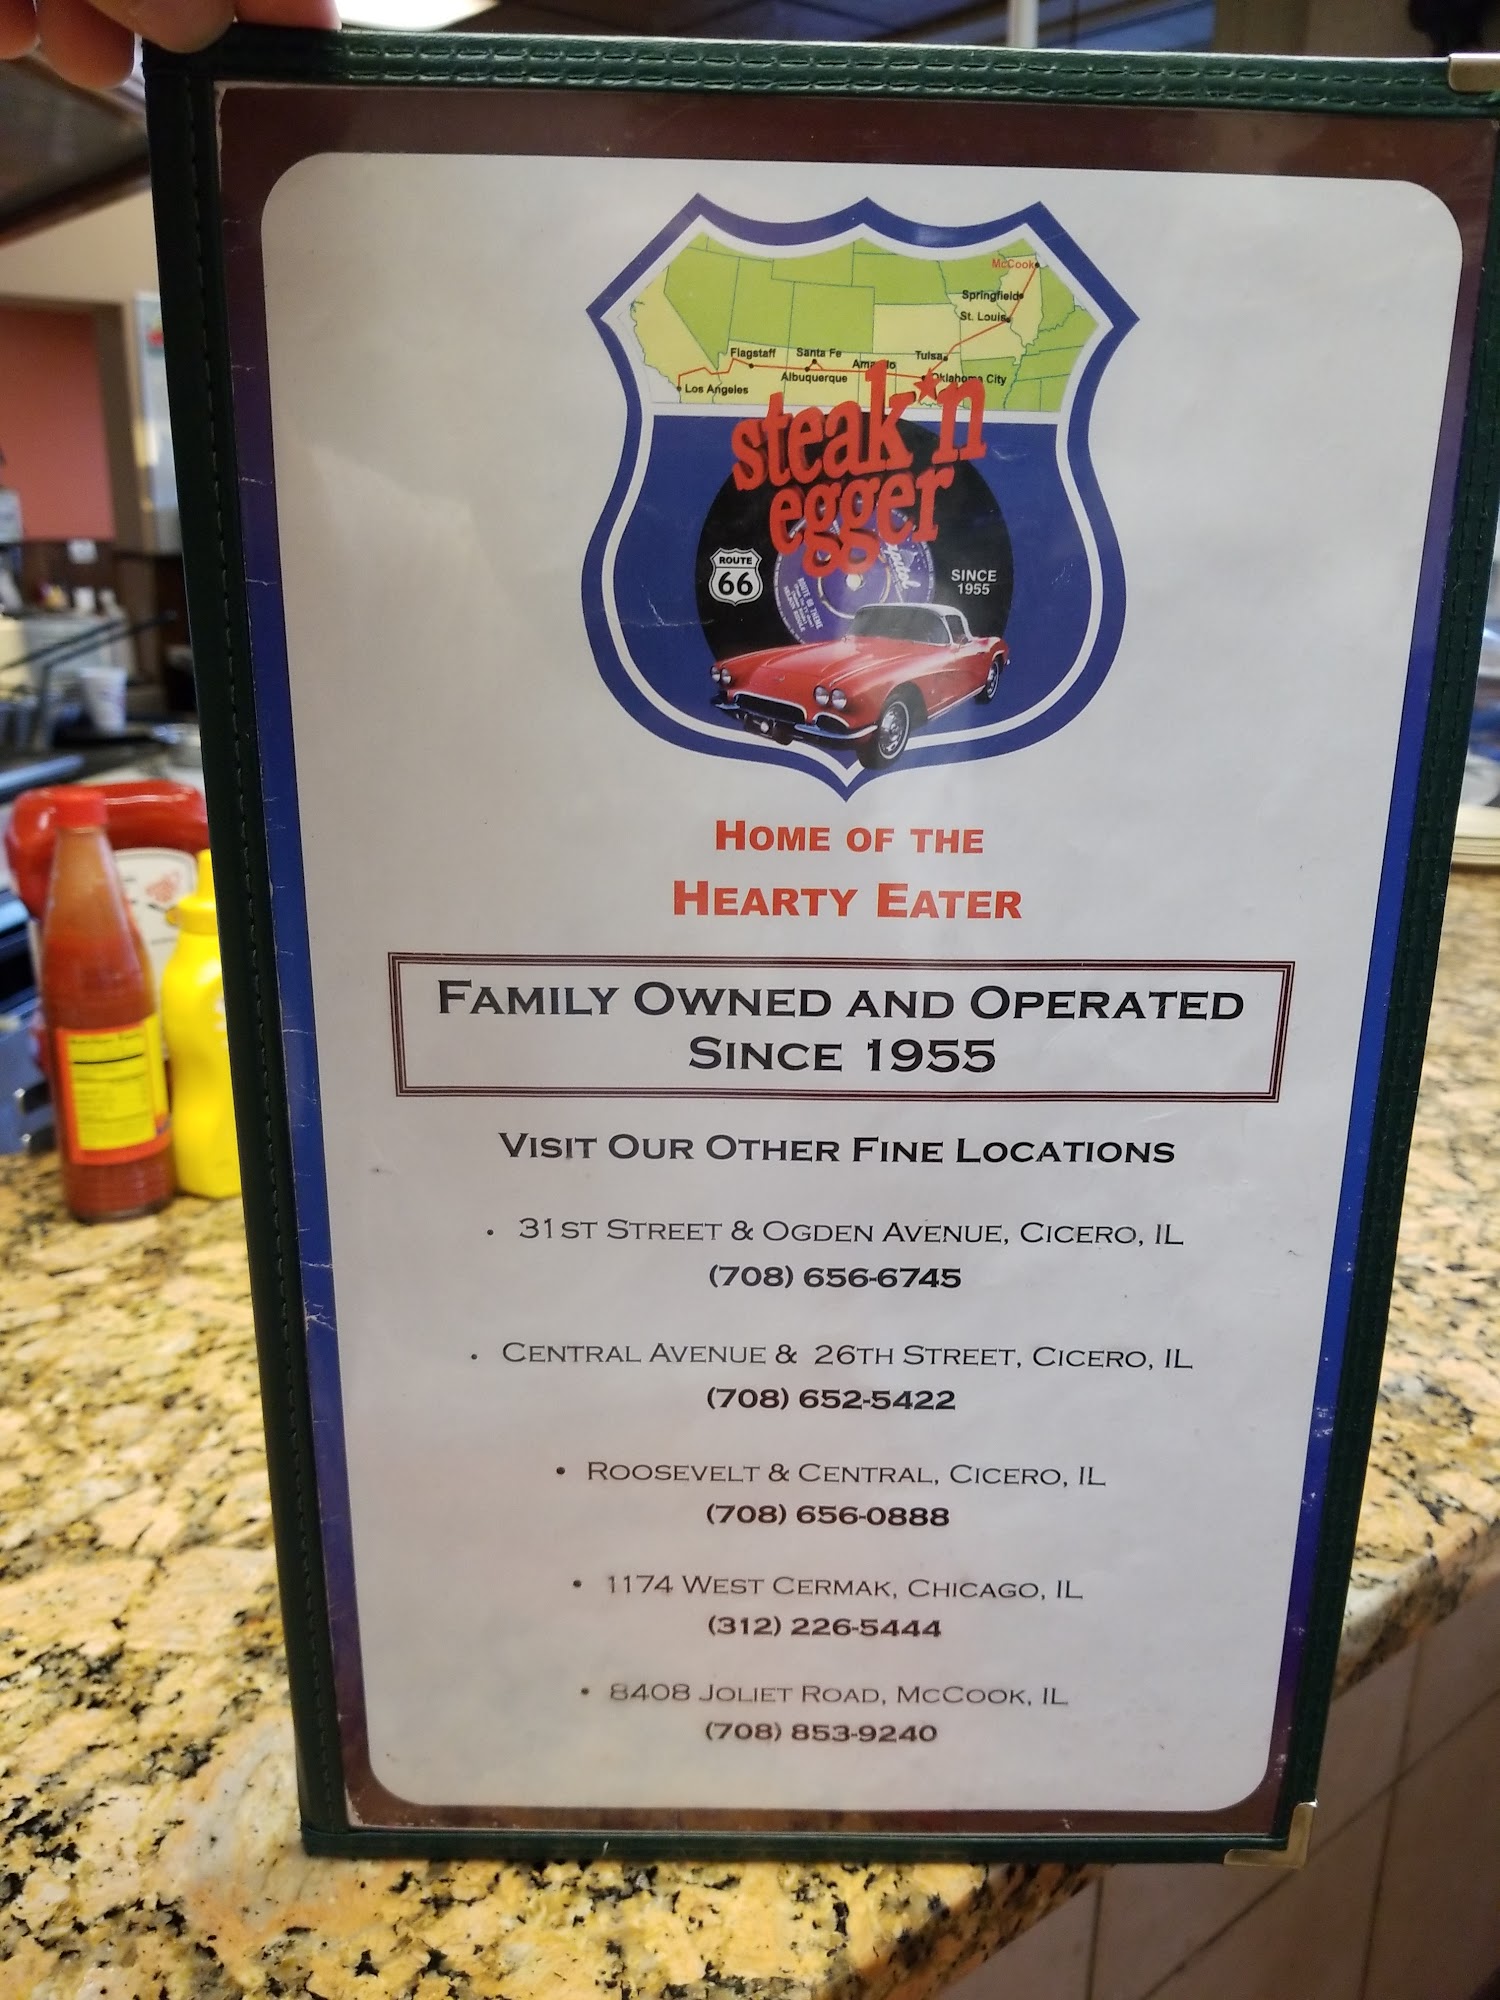 McCook
Springfield
St. Louis
Flagstaff
Santa Fe
Tulsa
Albuquerque
Oklahoma City
Los Angeles
steak'n
egger
ROUTE
66
SINCE
1955
Capitol
ROUTE 66 THEME
HOME OF THE
HEARTY EATER
FAMILY OWNED AND OPERATED
SINCE 1955
VISIT OUR OTHER FINE LOCATIONS
• 31ST STREET & OGDEN AVENUE, CICERO, IL
(708) 656-6745
• CENTRAL AVENUE & 26TH STREET, CICERO, IL
(708) 652-5422
• ROOSEVELT & CENTRAL, CICERO, IL
(708) 656-0888
• 1174 WEST CERMAK, CHICAGO, IL
(312) 226-5444
• 8408 JOLIET ROAD, MCCOOK, IL
(708) 853-9240